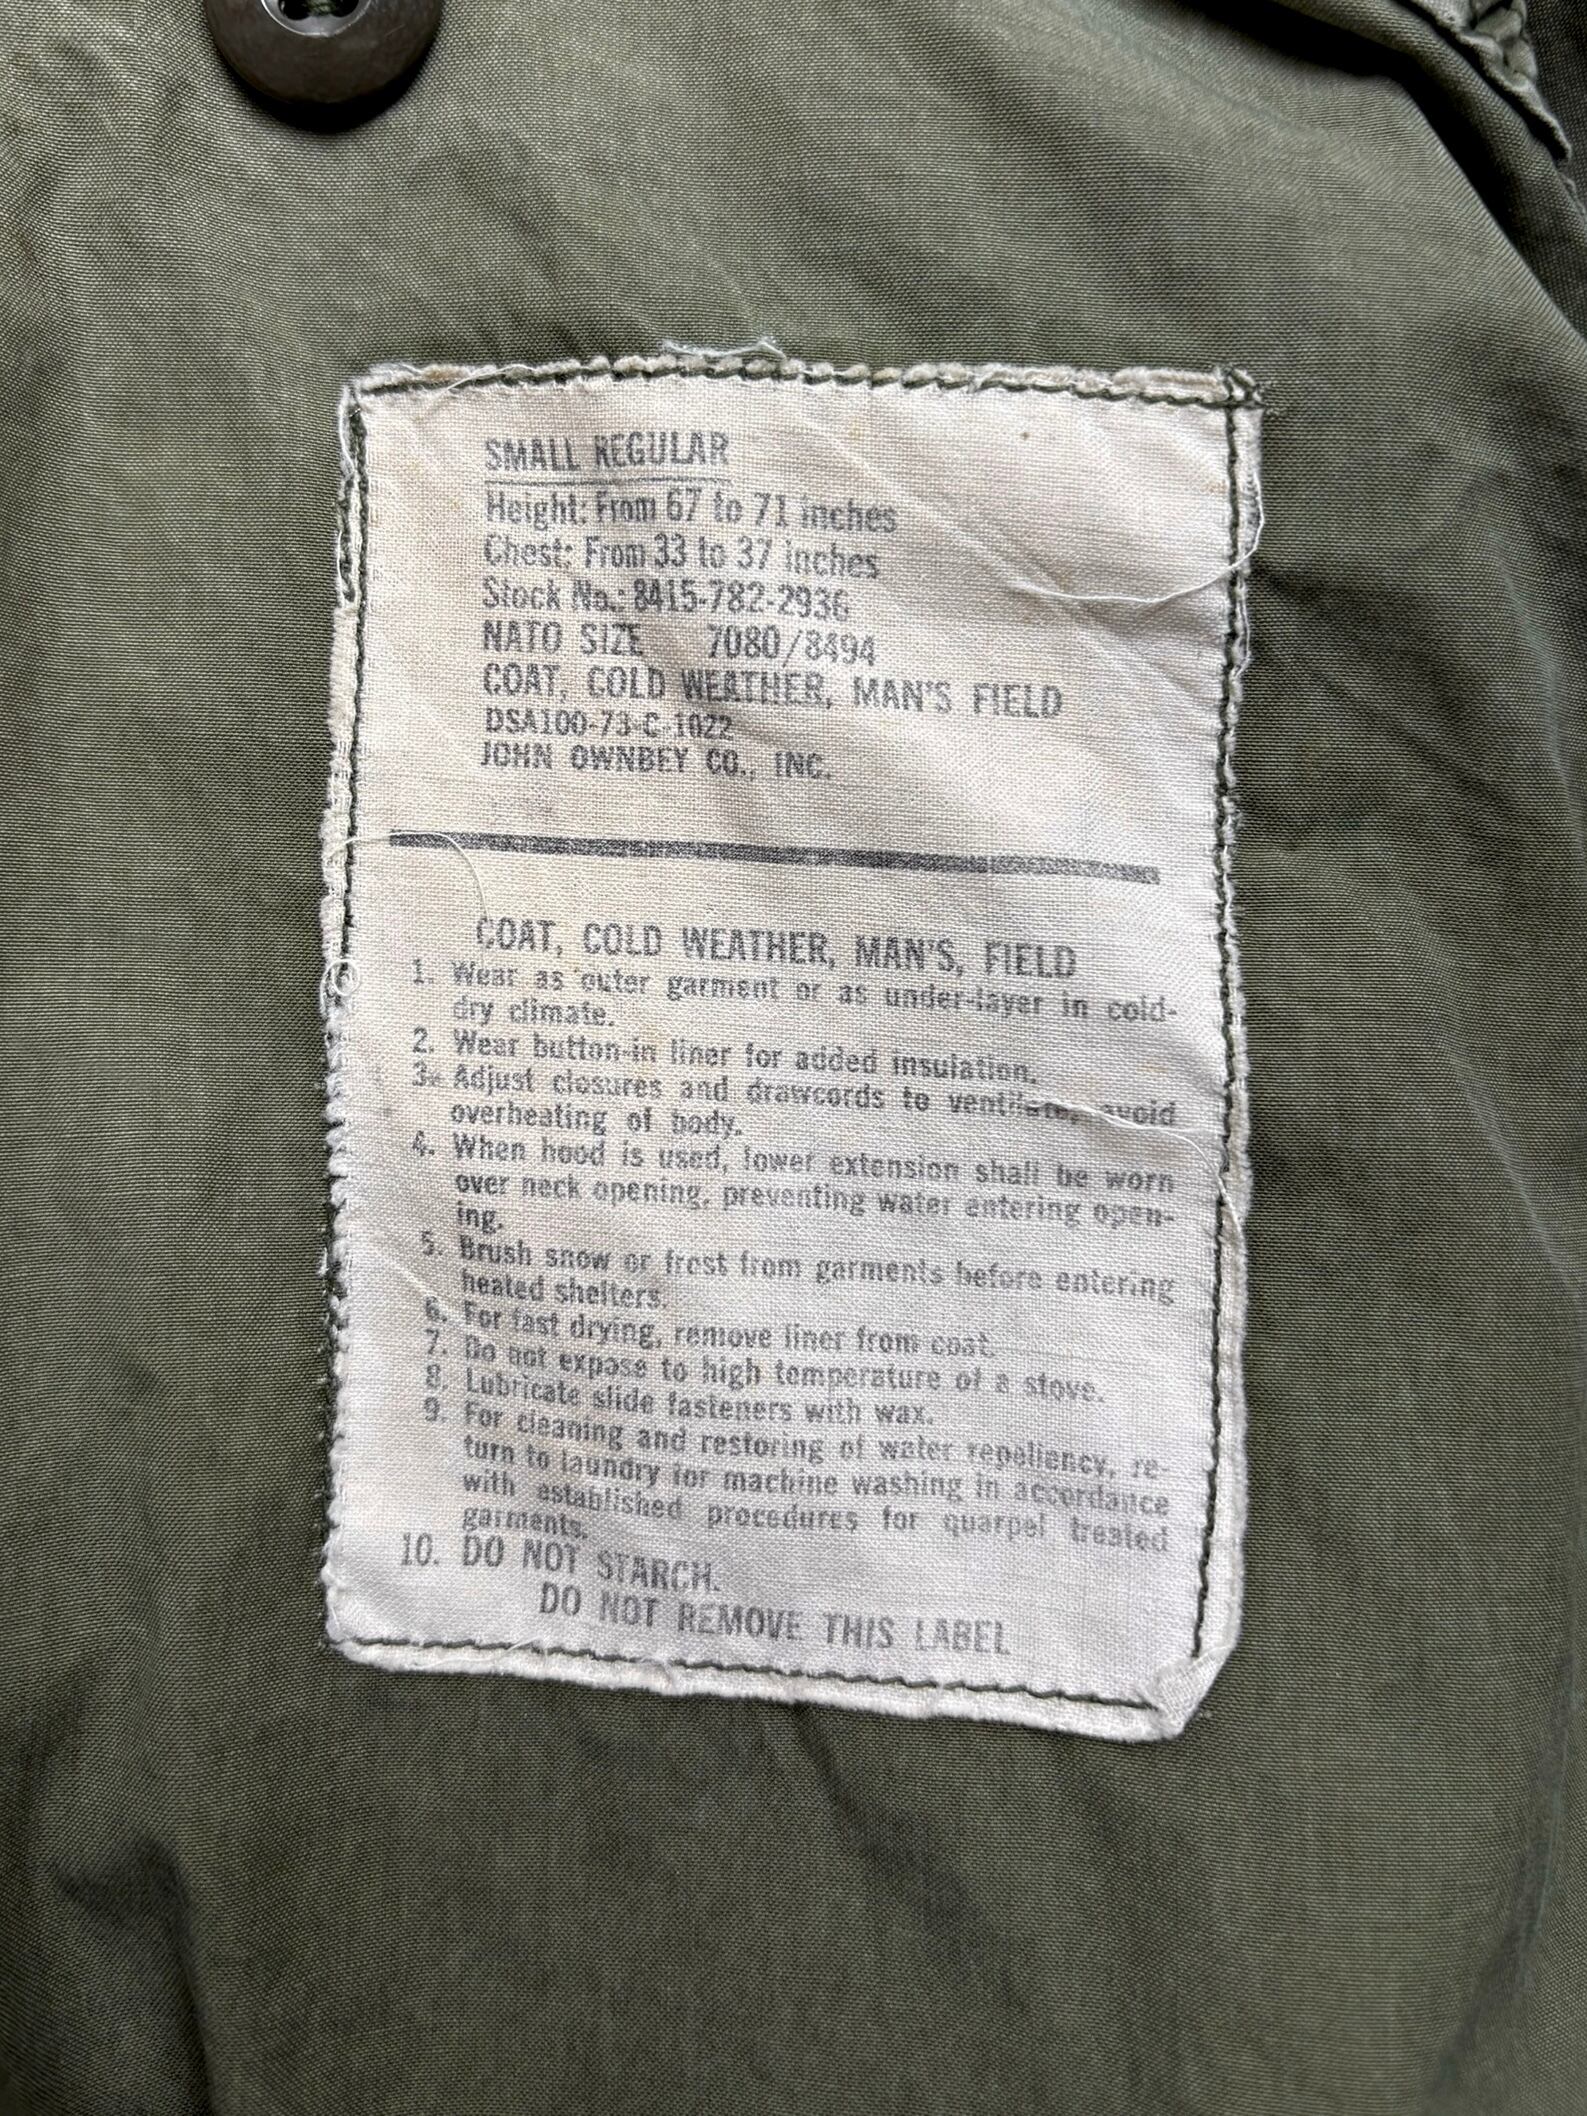 SMALL REGULAR
Height: From 67 to 71 inches
Chest: From 33 to 37 inches
Stock No.: 8415-782-2936
NATO SIZE 7080/8494
COAT, COLD WEATHER, MAN'S FIELD
DSA100-73-C-1022
JOHN OWNBEY CO., INC.
COAT, COLD WEATHER, MAN'S, FIELD
1. Wear as outer garment or as under-layer in cold-
dry climate.
2. Wear button-in liner for added insulation.
3. Adjust closures and drawcords to ventilate, avoid
overheating of body.
4. When hood is used, lower extension shall be worn
over neck opening, preventing water entering open-
ing.
5. Brush snow or frost from garments before entering
heated shelters.
6. For fast drying, remove liner from coat.
7. Do not expose to high temperature of a stove.
8. Lubricate slide fasteners with wax.
9. For cleaning and restoring of water repellency, re-
turn to laundry for machine washing in accordance
with established procedures for quarpel treated
garments.
10. DO NOT STARCH.
DO NOT REMOVE THIS LABEL